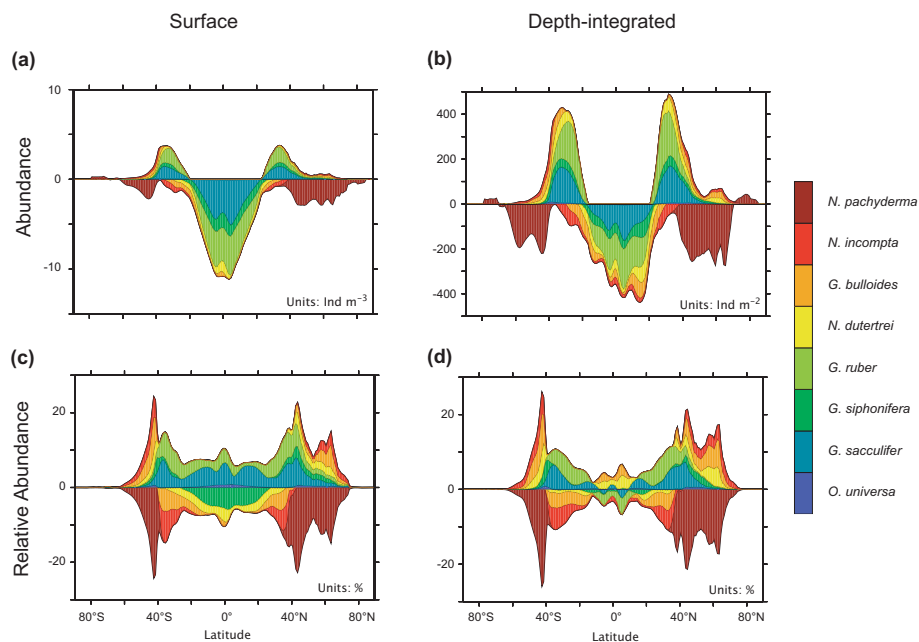 Surface
Depth-integrated
(a)
(b)
Abundance
10
5
0
-5
-10
Units: Ind m⁻³
400
200
0
-200
-400
Units: Ind m⁻²
(c)
(d)
Relative Abundance
20
0
-20
Units: %
80°S
40°S
0°
40°N
80°N
Latitude
20
0
-20
Units: %
80°S
40°S
0°
40°N
80°N
Latitude
N. pachyderma
N. incompta
G. bulloides
N. dutertrei
G. ruber
G. siphonifera
G. sacculifer
O. universa